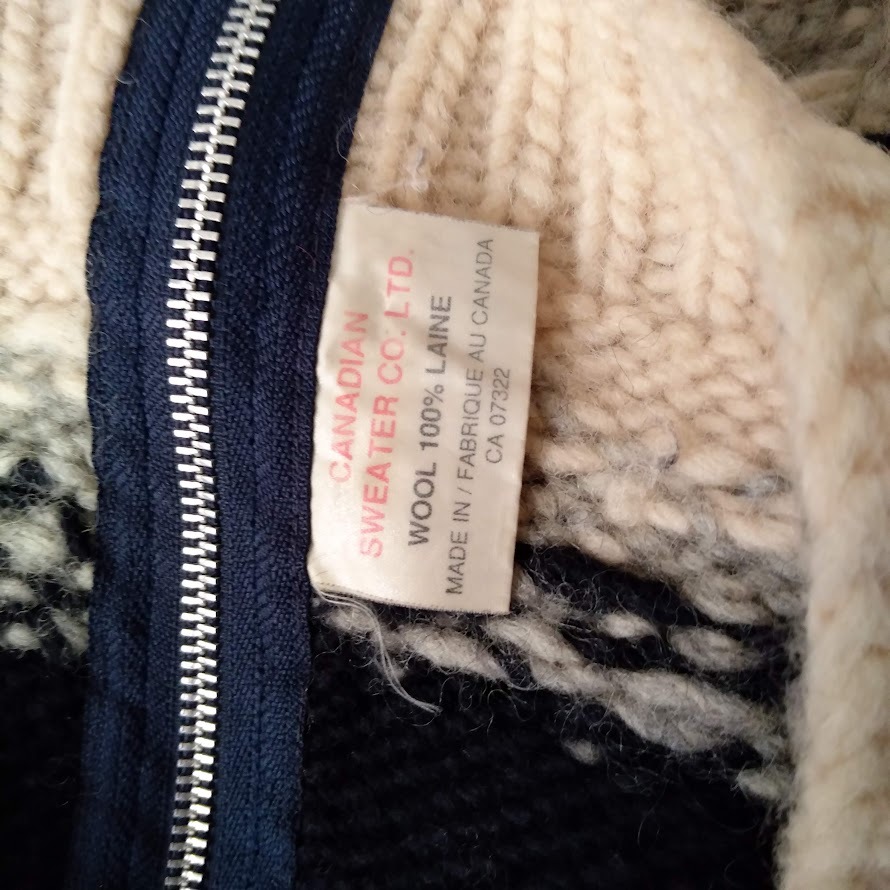 CANADIAN
SWEATER CO. LTD.
WOOL 100% LAINE
MADE IN / FABRIQUE AU CANADA
CA 07322